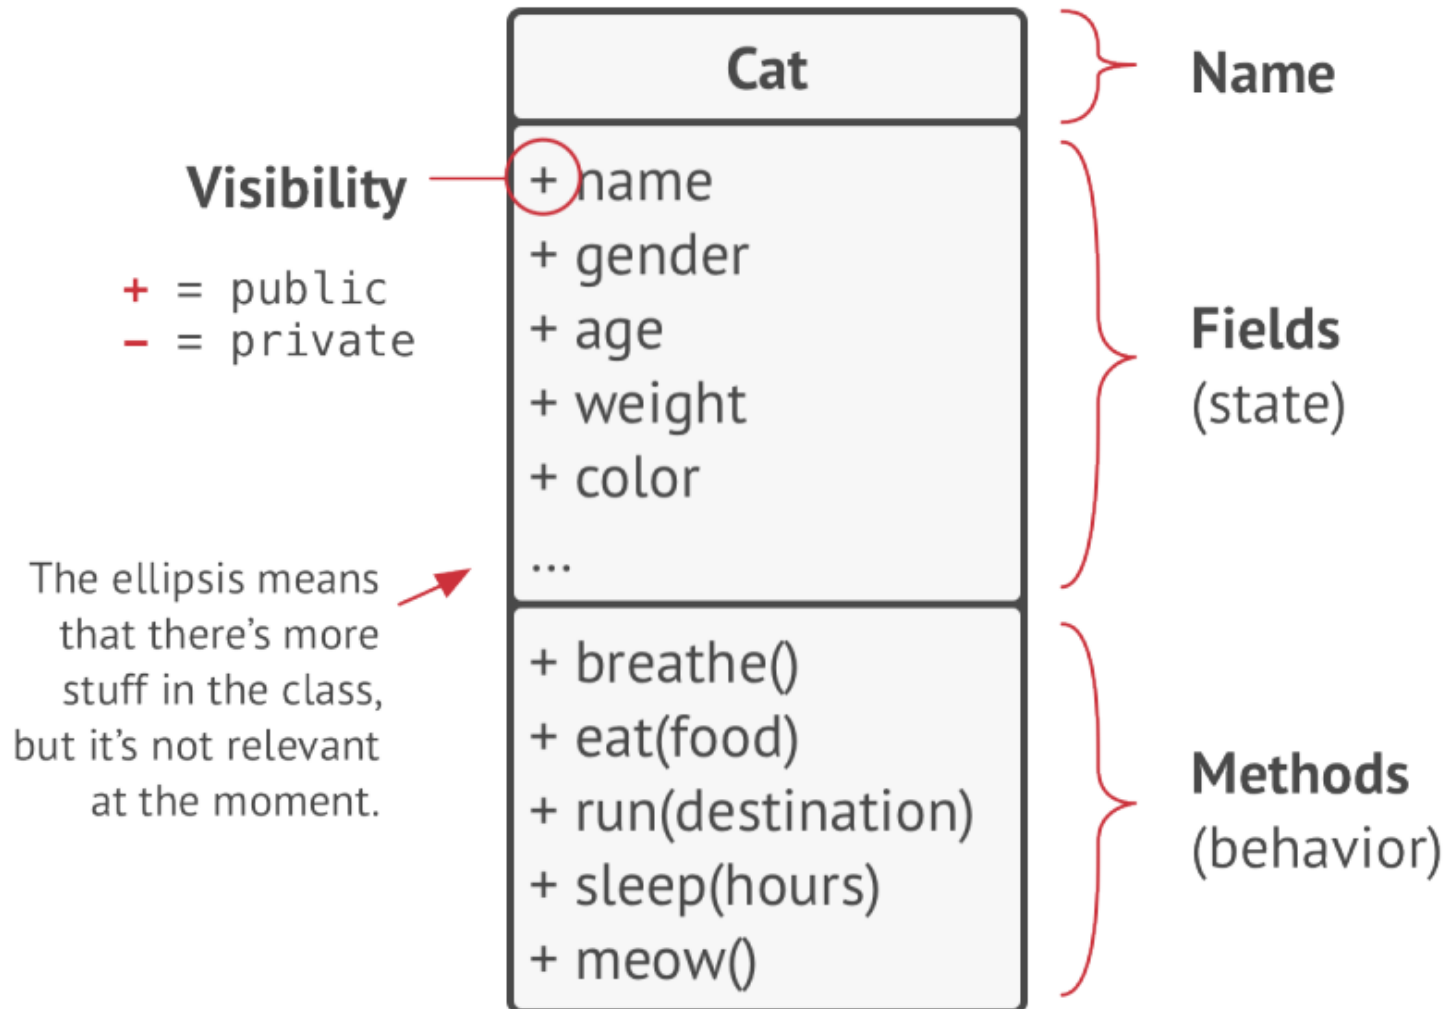 Cat
Name
Visibility
+ = public
– = private
+ name
+ gender
+ age
+ weight
+ color
...
Fields
(state)
The ellipsis means
that there’s more
stuff in the class,
but it’s not relevant
at the moment.
+ breathe()
+ eat(food)
+ run(destination)
+ sleep(hours)
+ meow()
Methods
(behavior)